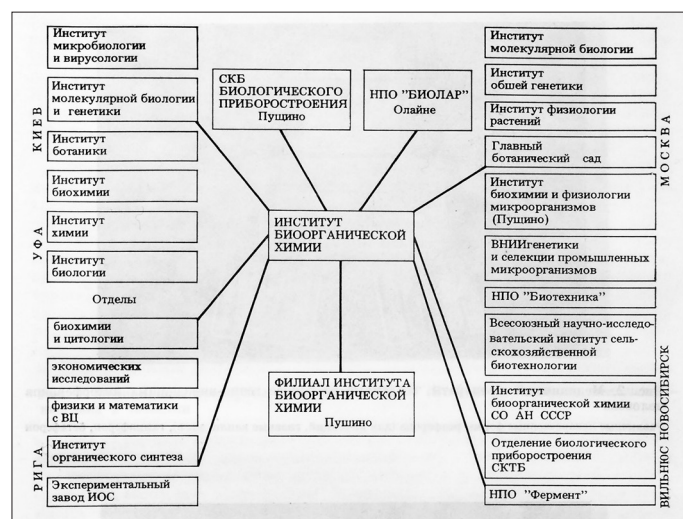 Институт
микробиологии
и вирусологии
Институт
молекулярной биологии
и генетики
Институт
ботаники
Институт
биохимии
Институт
химии
Институт
биологии
Отделы
биохимии
и цитологии
экономических
исследований
физики и математики
с ВЦ
Институт
органического синтеза
Экспериментальный
завод ИОС
КИЕВ
УФА
РИГА
СКБ
БИОЛОГИЧЕСКОГО
ПРИБОРОСТРОЕНИЯ
Пущино
НПО "БИОЛАР"
Олайне
ИНСТИТУТ
БИООРГАНИЧЕСКОЙ
ХИМИИ
ФИЛИАЛ ИНСТИТУТА
БИООРГАНИЧЕСКОЙ
ХИМИИ
Пушино
Институт
молекулярной биологии
Институт
обшей генетики
Институт физиологии
растений
Главный
ботанический сад
Институт
биохимии и физиологии
микроорганизмов
(Пушино)
ВНИИгенетики
и селекции промышленных
микроорганизмов
НПО "Биотехника"
Всесоюзный научно-исследо-
вательский институт сель-
скохозяйственной
биотехнологии
Институт
биоорганической химии
СО АН СССР
Отделение биологического
приборостроения
СКТБ
НПО "Фермент"
МОСКВА
НОВОСИБИРСК
ВИЛЬНЮС